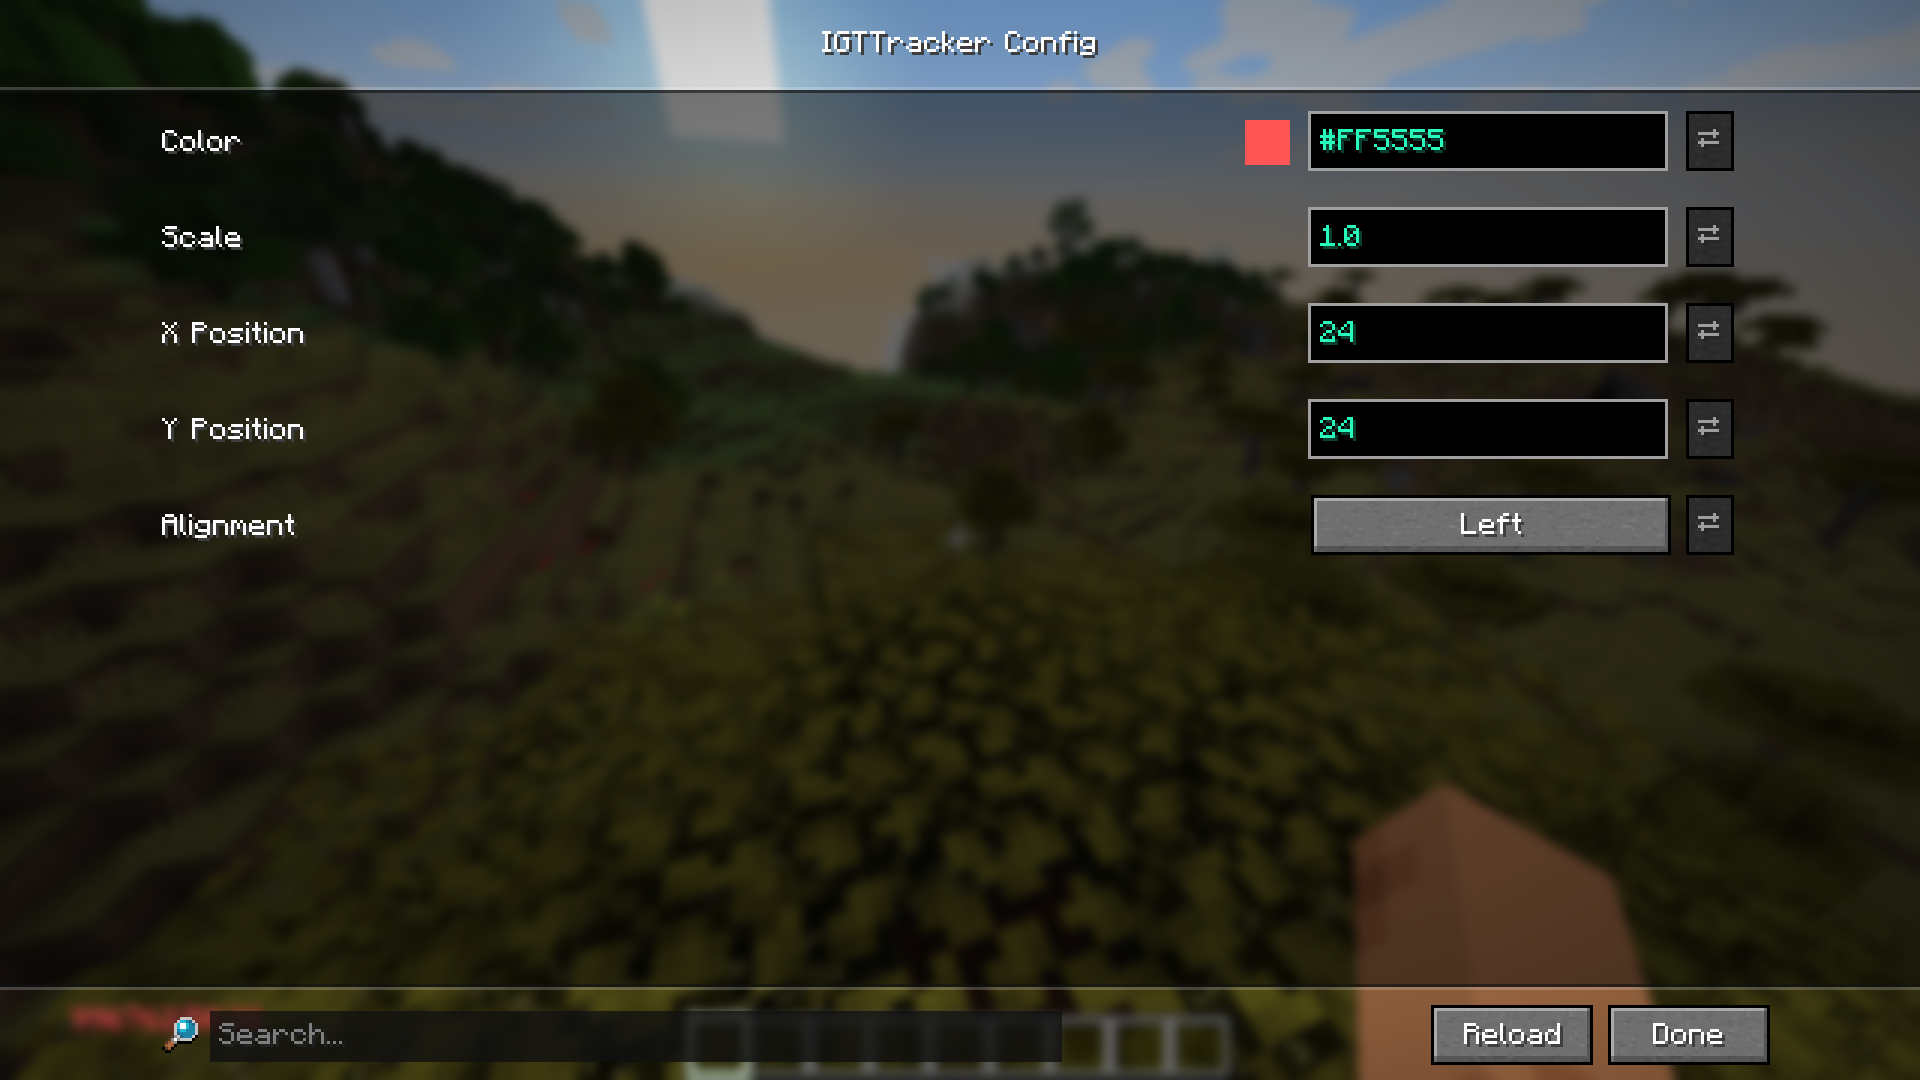 IGTTracker Config
Color
#FF5555
Scale
1.0
X Position
24
Y Position
24
Alignment
Left
Search...
Reload
Done